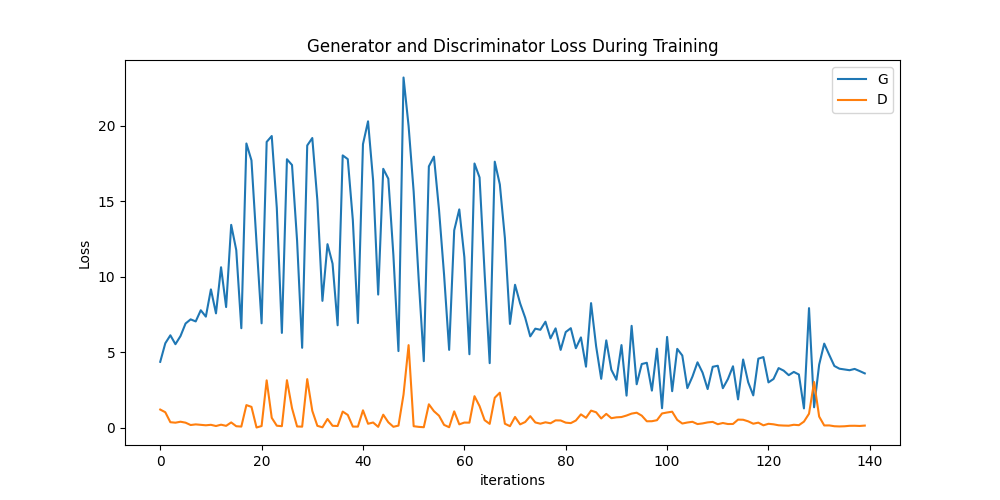 Generator and Discriminator Loss During Training
G
D
Loss
20
15
10
5
0
0 20 40 60 80 100 120 140
iterations